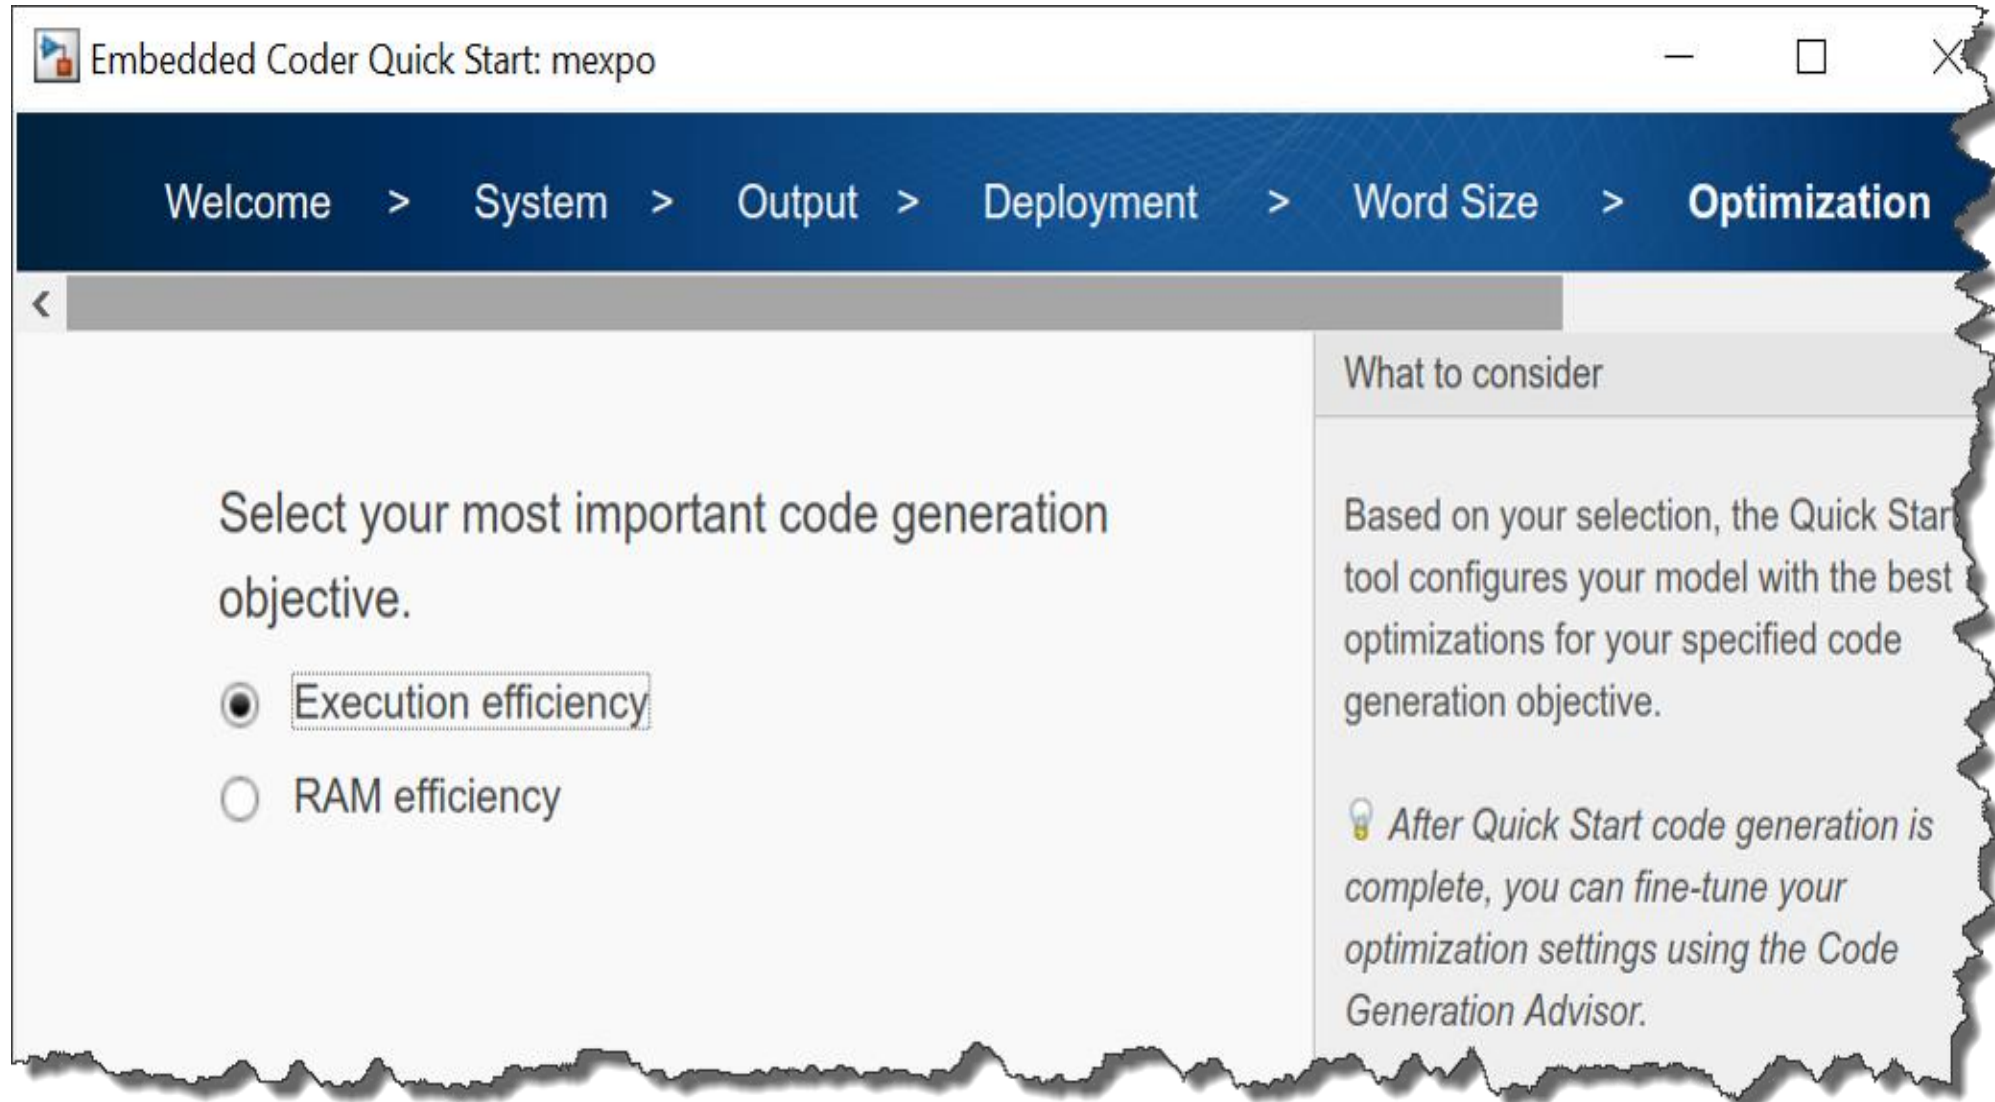 Embedded Coder Quick Start: mexpo
Welcome > System > Output > Deployment > Word Size > Optimization
What to consider
Select your most important code generation
objective.
Execution efficiency
RAM efficiency
Based on your selection, the Quick Star
tool configures your model with the best
optimizations for your specified code
generation objective.
After Quick Start code generation is
complete, you can fine-tune your
optimization settings using the Code
Generation Advisor.